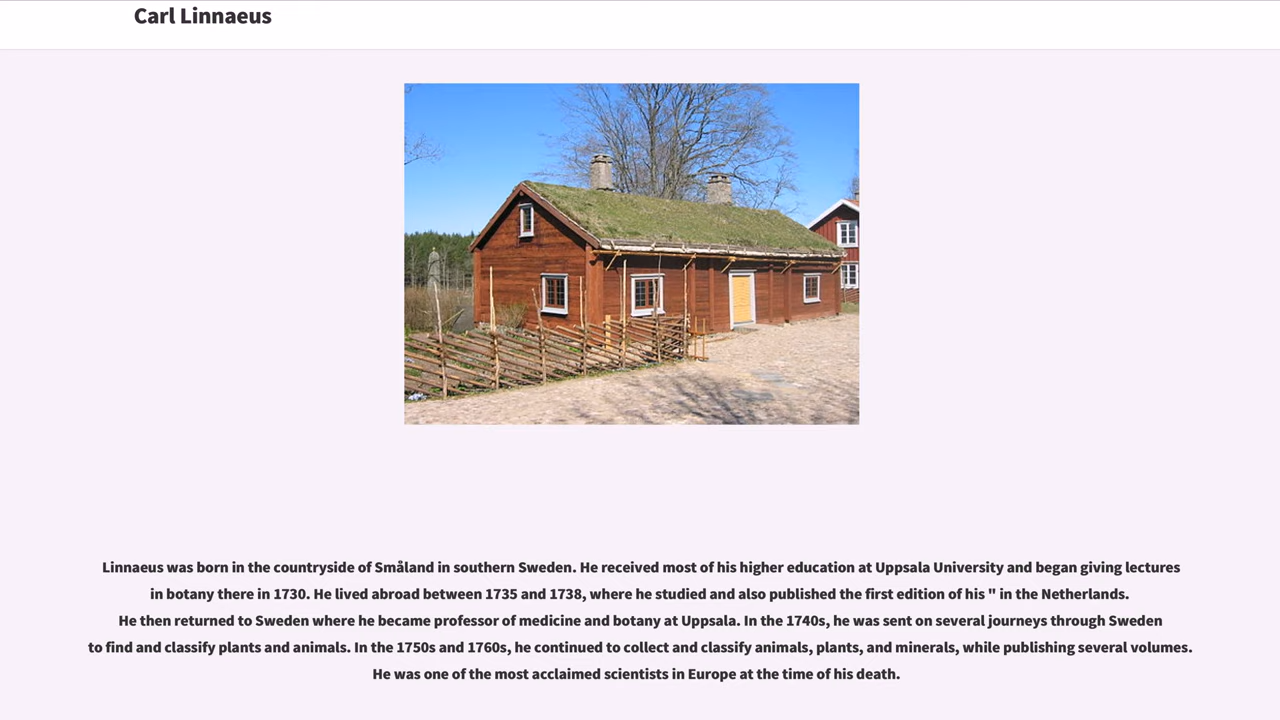 Carl Linnaeus
Linnaeus was born in the countryside of Småland in southern Sweden. He received most of his higher education at Uppsala University and began giving lectures
in botany there in 1730. He lived abroad between 1735 and 1738, where he studied and also published the first edition of his " in the Netherlands.
He then returned to Sweden where he became professor of medicine and botany at Uppsala. In the 1740s, he was sent on several journeys through Sweden
to find and classify plants and animals. In the 1750s and 1760s, he continued to collect and classify animals, plants, and minerals, while publishing several volumes.
He was one of the most acclaimed scientists in Europe at the time of his death.